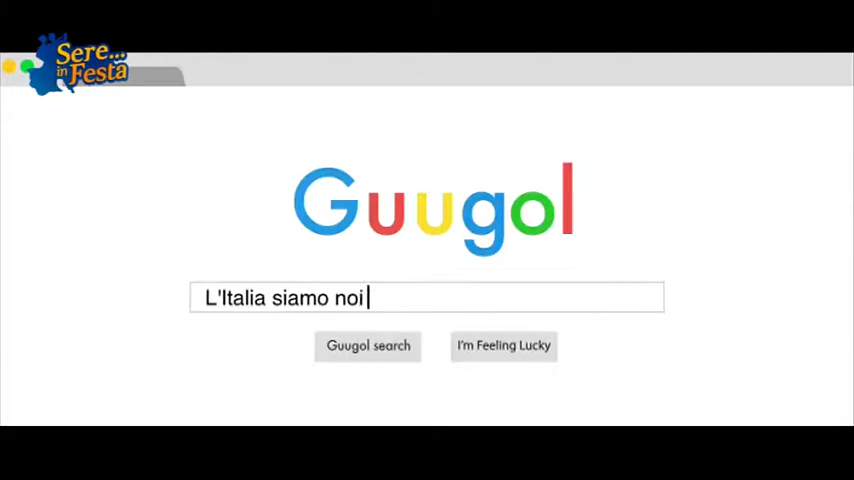 Sere...
in Festa
Guugol
L'Italia siamo noi
Guugol search
I'm Feeling Lucky